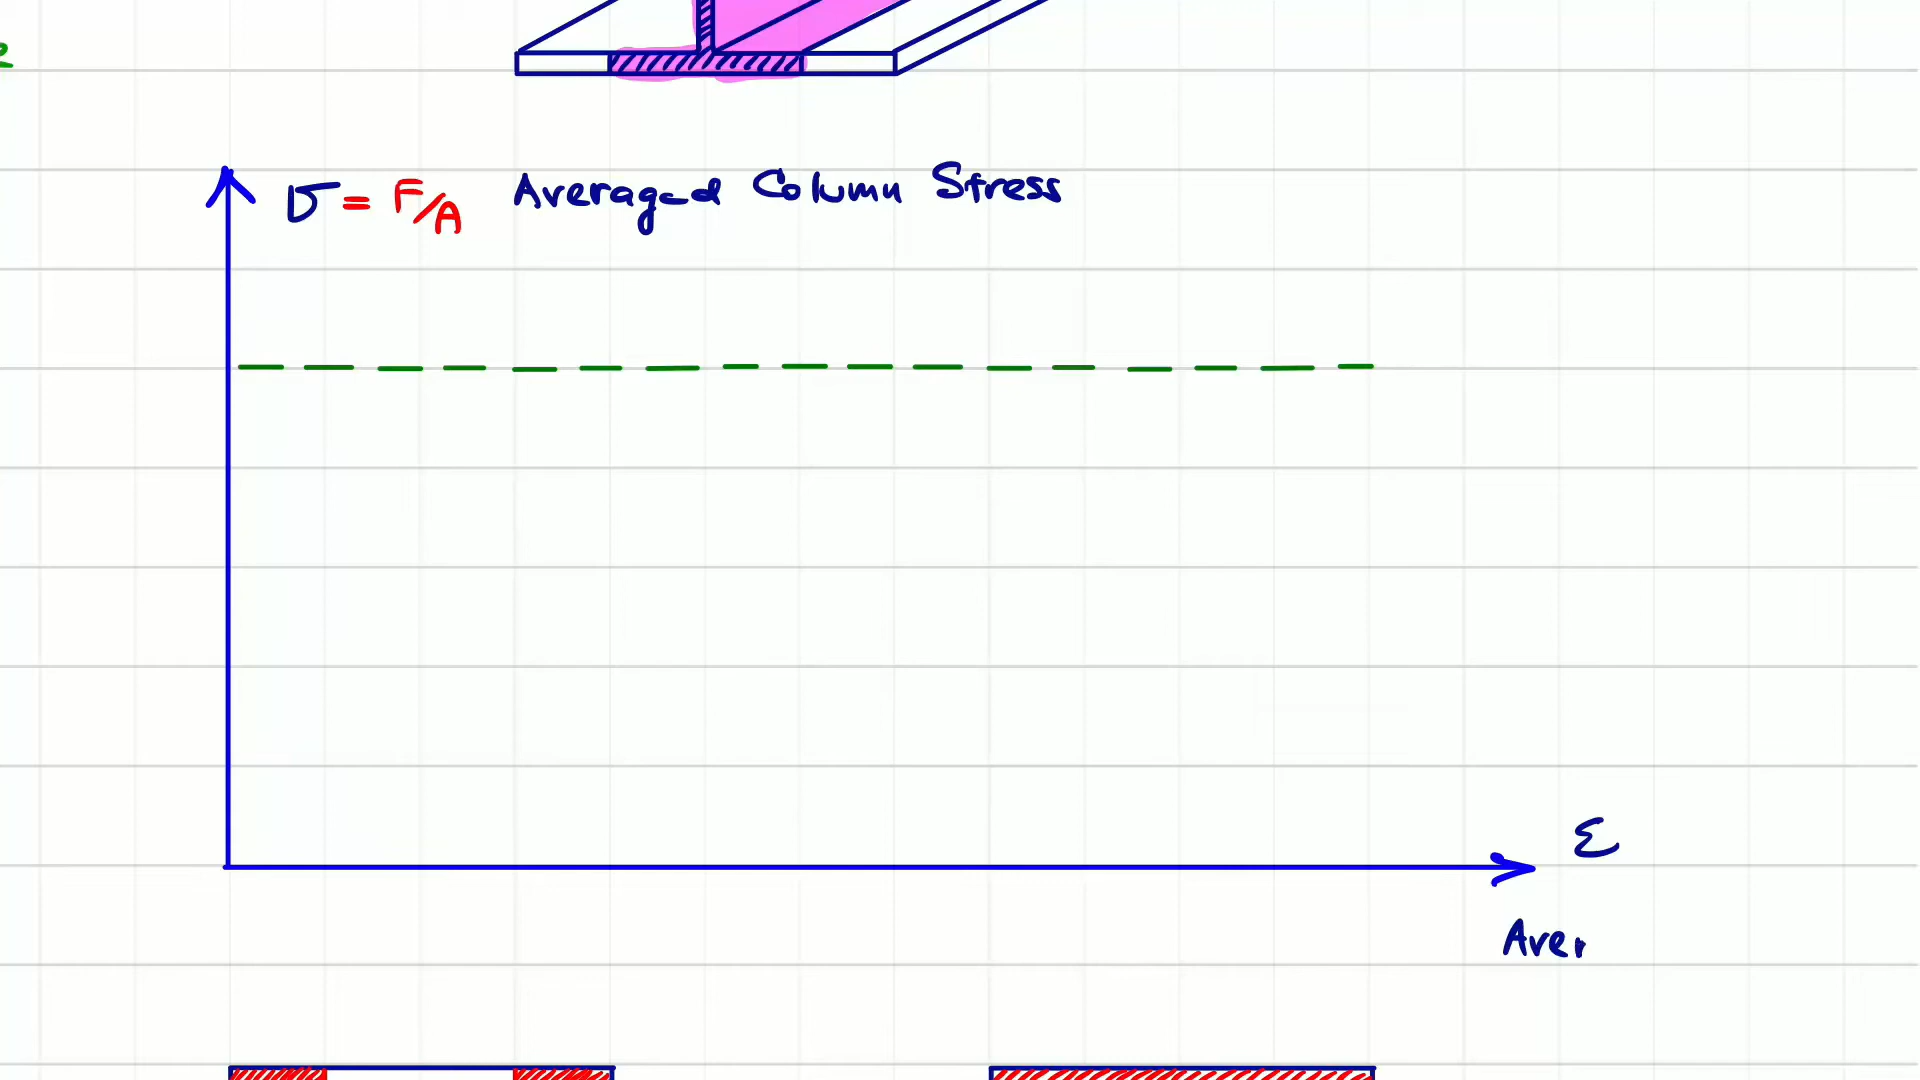 σ = F/A Averaged Column Stress
ε
Aver